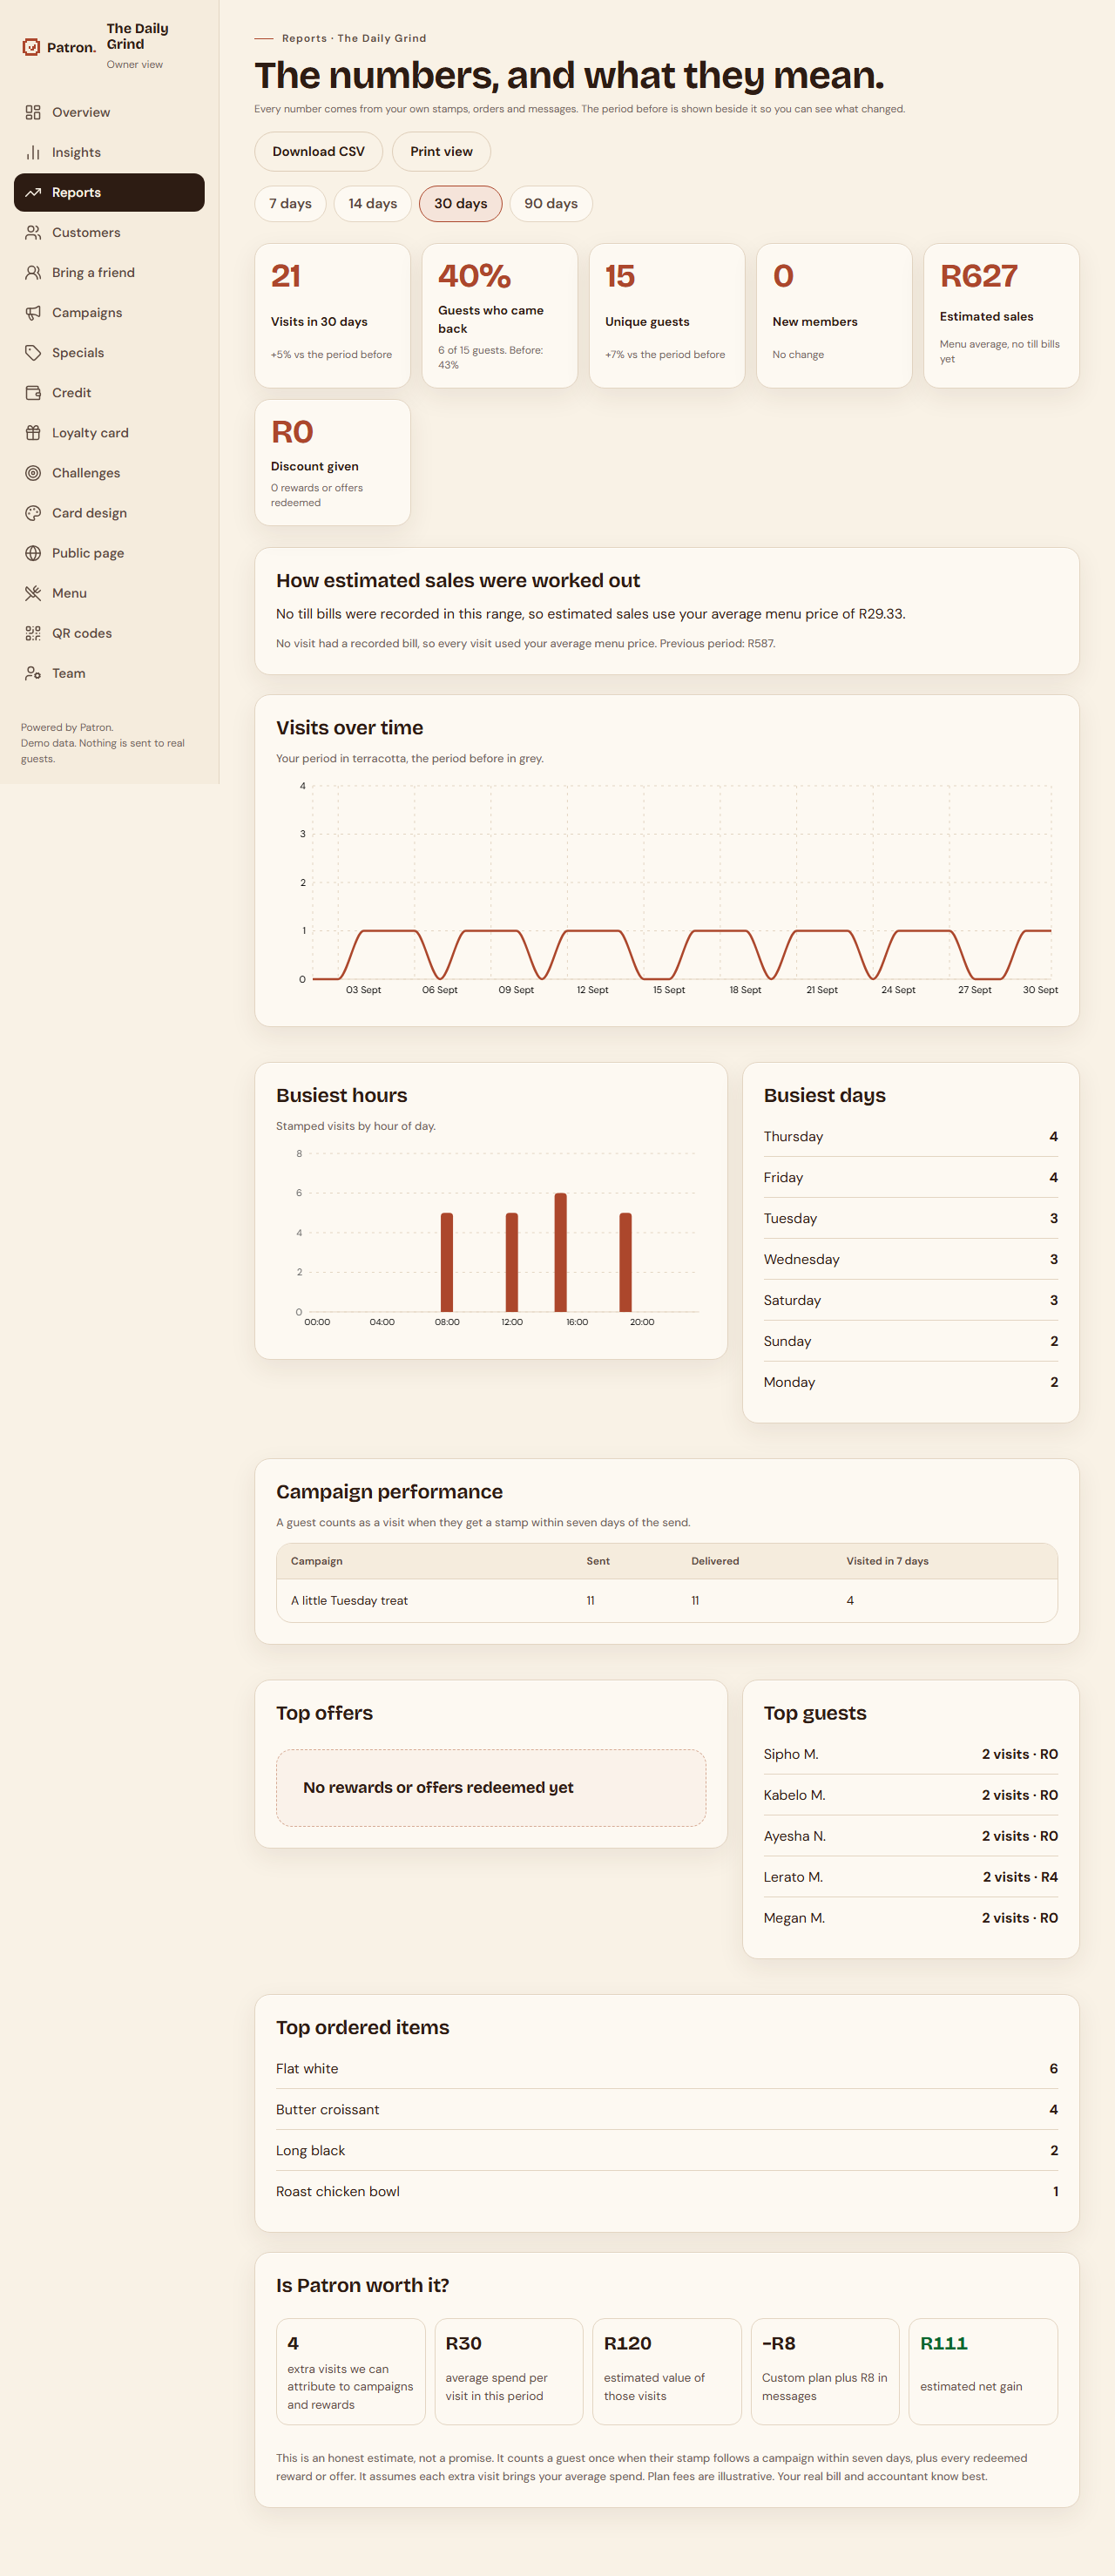 Patron.
The Daily
Grind
Owner view
Overview
Insights
Reports
Customers
Bring a friend
Campaigns
Specials
Credit
Loyalty card
Challenges
Card design
Public page
Menu
QR codes
Team
Powered by Patron.
Demo data. Nothing is sent to real
guests.
Reports · The Daily Grind
The numbers, and what they mean.
Every number comes from your own stamps, orders and messages. The period before is shown beside it so you can see what changed.
Download CSV
Print view
7 days
14 days
30 days
90 days
21
Visits in 30 days
+5% vs the period before
40%
Guests who came
back
6 of 15 guests. Before:
43%
15
Unique guests
+7% vs the period before
0
New members
No change
R627
Estimated sales
Menu average, no till bills
yet
R0
Discount given
0 rewards or offers
redeemed
How estimated sales were worked out
No till bills were recorded in this range, so estimated sales use your average menu price of R29.33.
No visit had a recorded bill, so every visit used your average menu price. Previous period: R587.
Visits over time
Your period in terracotta, the period before in grey.
4
3
2
1
0
03 Sept 06 Sept 09 Sept 12 Sept 15 Sept 18 Sept 21 Sept 24 Sept 27 Sept 30 Sept
Busiest hours
Stamped visits by hour of day.
8
6
4
2
0
00:00 04:00 08:00 12:00 16:00 20:00
Busiest days
Thursday 4
Friday 4
Tuesday 3
Wednesday 3
Saturday 3
Sunday 2
Monday 2
Campaign performance
A guest counts as a visit when they get a stamp within seven days of the send.
Campaign Sent Delivered Visited in 7 days
A little Tuesday treat 11 11 4
Top offers
No rewards or offers redeemed yet
Top guests
Sipho M. 2 visits · R0
Kabelo M. 2 visits · R0
Ayesha N. 2 visits · R0
Lerato M. 2 visits · R4
Megan M. 2 visits · R0
Top ordered items
Flat white 6
Butter croissant 4
Long black 2
Roast chicken bowl 1
Is Patron worth it?
4
extra visits we can
attribute to campaigns
and rewards
R30
average spend per
visit in this period
R120
estimated value of
those visits
−R8
Custom plan plus R8 in
messages
R111
estimated net gain
This is an honest estimate, not a promise. It counts a guest once when their stamp follows a campaign within seven days, plus every redeemed
reward or offer. It assumes each extra visit brings your average spend. Plan fees are illustrative. Your real bill and accountant know best.